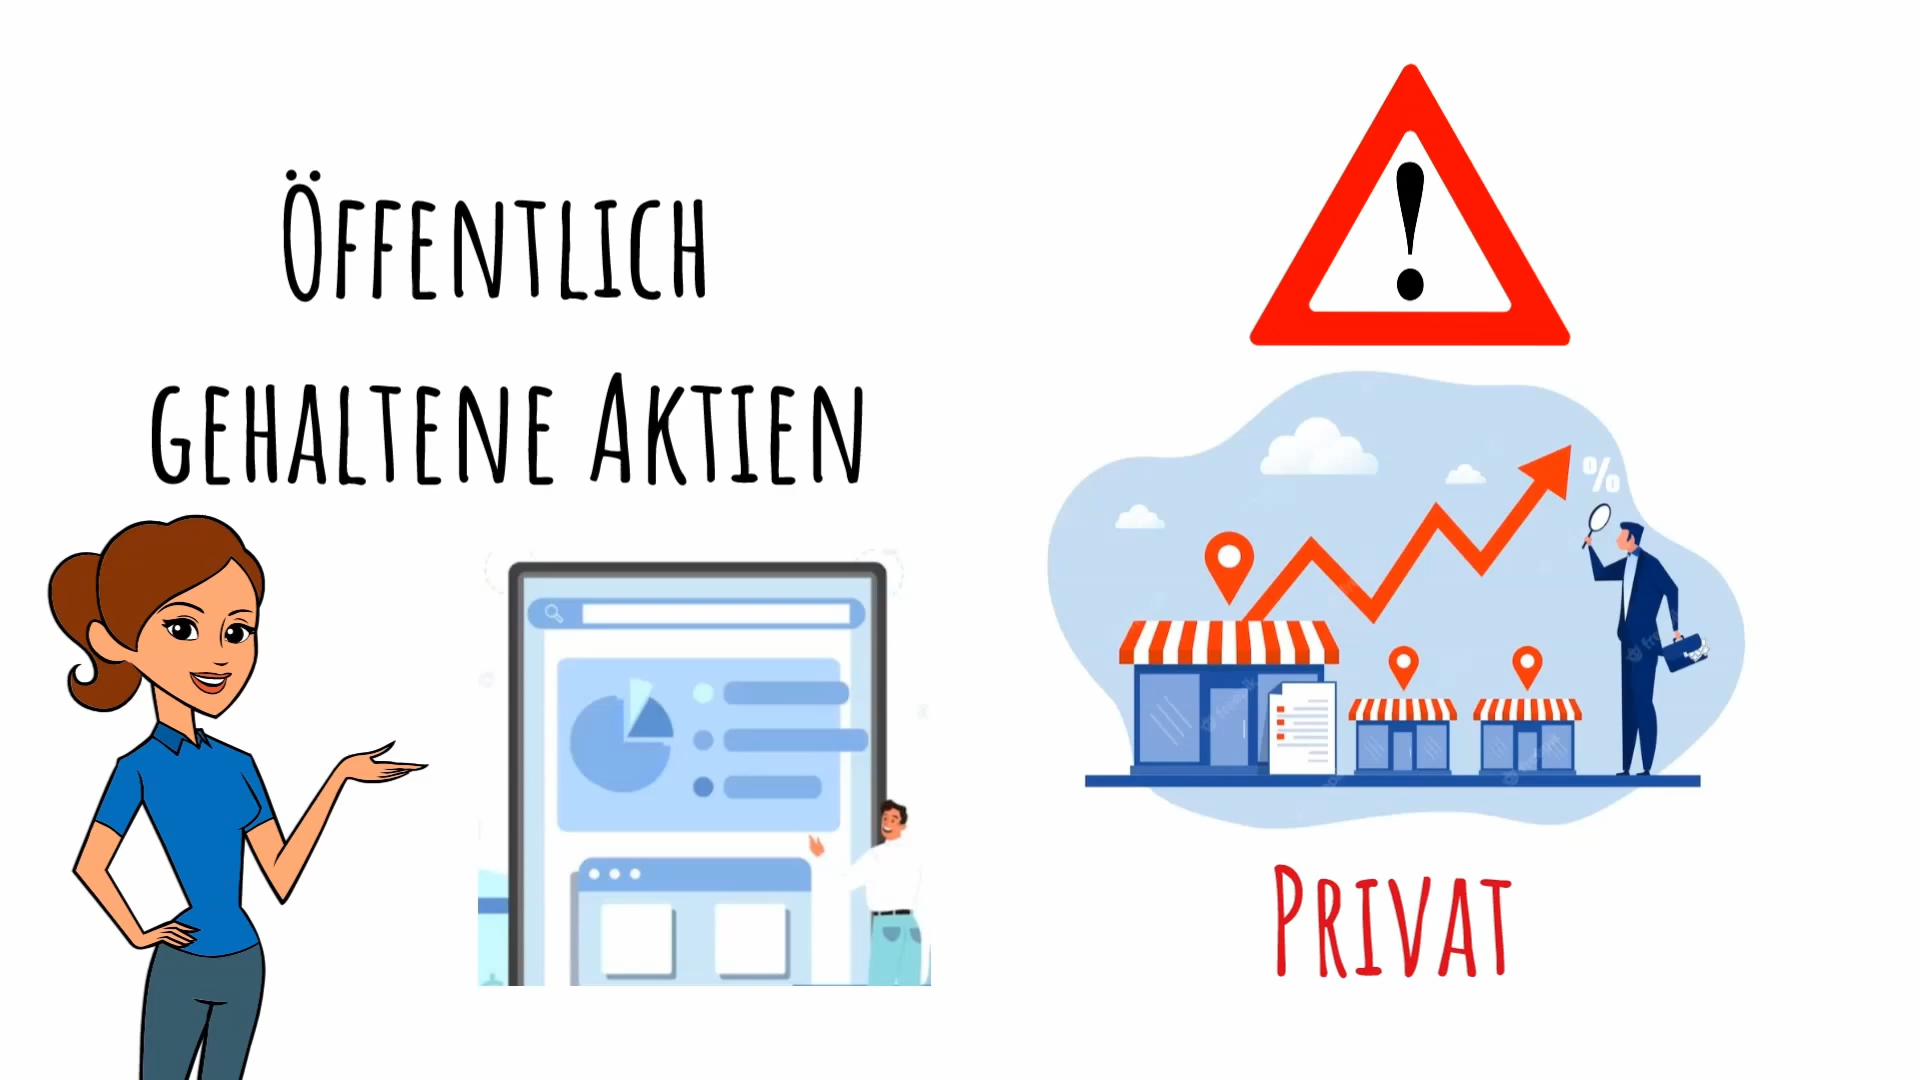 Öffentlich
gehaltene Aktien
%
Privat